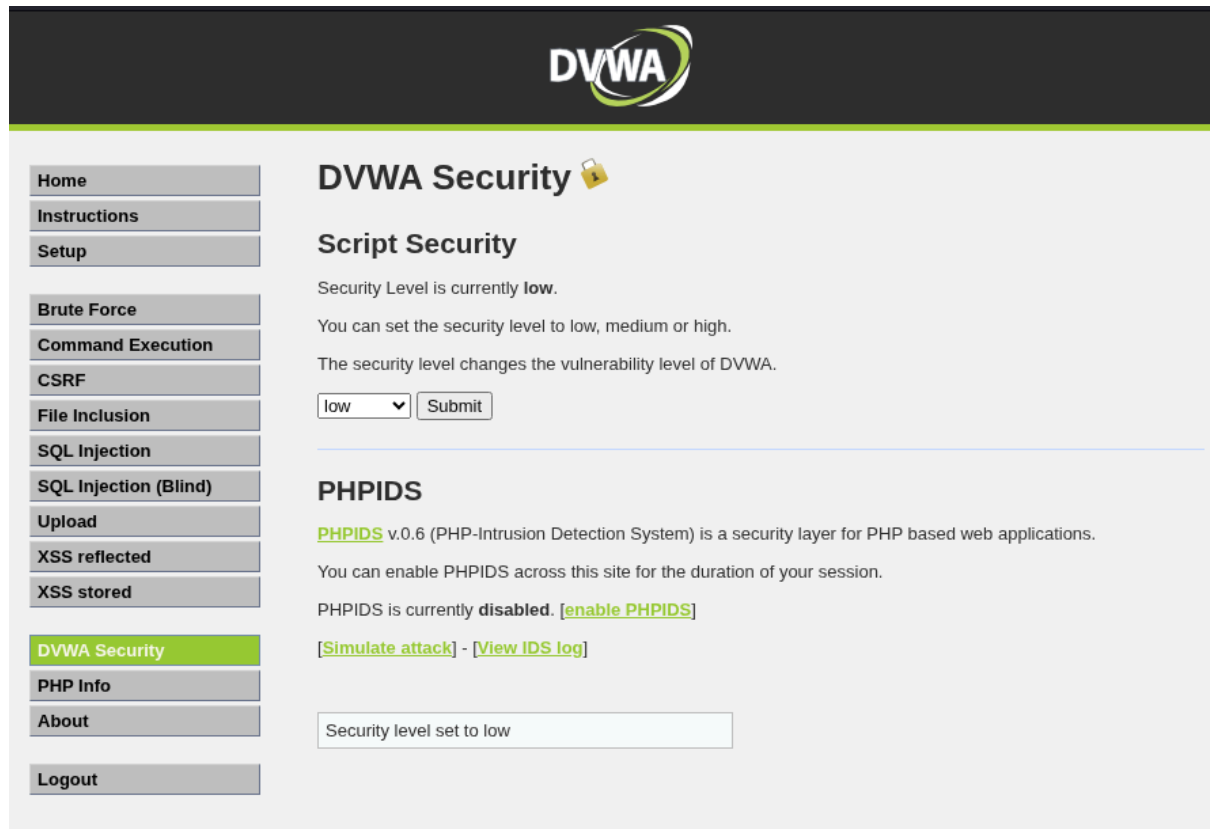 DVWA
Home
Instructions
Setup
Brute Force
Command Execution
CSRF
File Inclusion
SQL Injection
SQL Injection (Blind)
Upload
XSS reflected
XSS stored
DVWA Security
PHP Info
About
Logout
DVWA Security
Script Security
Security Level is currently low.
You can set the security level to low, medium or high.
The security level changes the vulnerability level of DVWA.
low Submit
PHPIDS
PHPIDS v.0.6 (PHP-Intrusion Detection System) is a security layer for PHP based web applications.
You can enable PHPIDS across this site for the duration of your session.
PHPIDS is currently disabled. [enable PHPIDS]
[Simulate attack] - [View IDS log]
Security level set to low